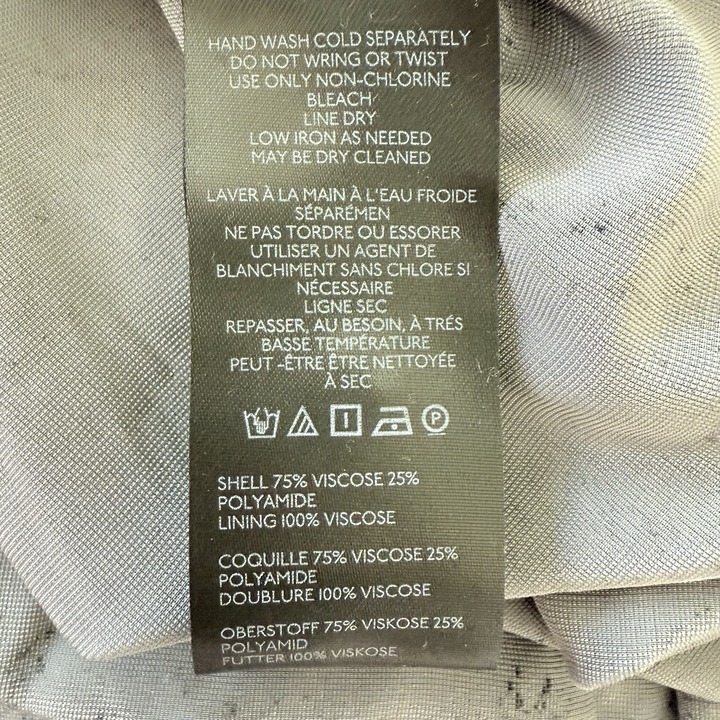 HAND WASH COLD SEPARATELY
DO NOT WRING OR TWIST
USE ONLY NON-CHLORINE
BLEACH
LINE DRY
LOW IRON AS NEEDED
MAY BE DRY CLEANED
LAVER À LA MAIN À L'EAU FROIDE
SÉPARÉMEN
NE PAS TORDRE OU ESSORER
UTILISER UN AGENT DE
BLANCHIMENT SANS CHLORE SI
NÉCESSAIRE
LIGNE SEC
REPASSER, AU BESOIN, À TRÉS
BASSE TEMPÉRATURE
PEUT -ÊTRE ÊTRE NETTOYÉE
À SEC
P
SHELL 75% VISCOSE 25%
POLYAMIDE
LINING 100% VISCOSE
COQUILLE 75% VISCOSE 25%
POLYAMIDE
DOUBLURE 100% VISCOSE
OBERSTOFF 75% VISKOSE 25%
POLYAMID
FUTTER 100% VISKOSE